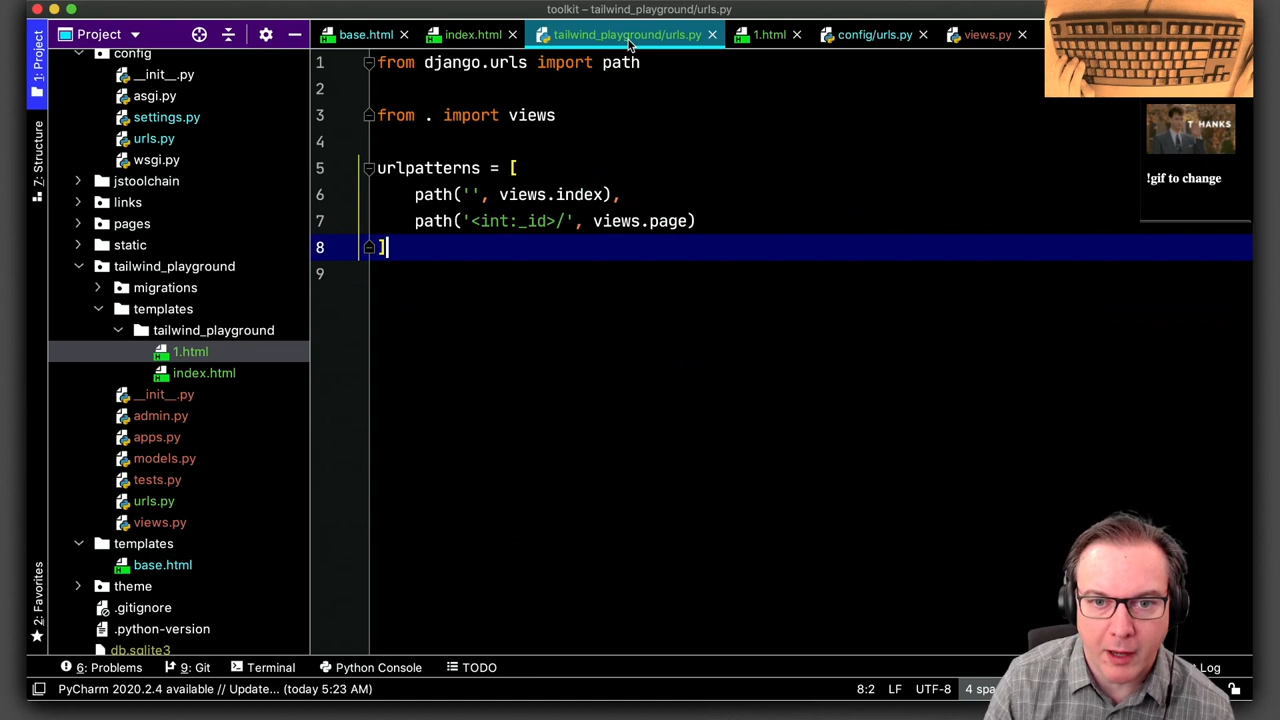 toolkit – tailwind_playground/urls.py
Project
base.html
index.html
tailwind_playground/urls.py
1.html
config/urls.py
views.py
1: Project
7: Structure
2: Favorites
config
__init__.py
asgi.py
settings.py
urls.py
wsgi.py
jstoolchain
links
pages
static
tailwind_playground
migrations
templates
tailwind_playground
1.html
index.html
__init__.py
admin.py
apps.py
models.py
tests.py
urls.py
views.py
templates
base.html
theme
.gitignore
.python-version
db.sqlite3
1 from django.urls import path
2
3 from . import views
4
5 urlpatterns = [
6 path('', views.index),
7 path('<int:_id>/', views.page)
8 ]
9
T HANKS
!gif to change
6: Problems
9: Git
Terminal
Python Console
TODO
Log
PyCharm 2020.2.4 available // Update... (today 5:23 AM)
8:2
LF
UTF-8
4 spa